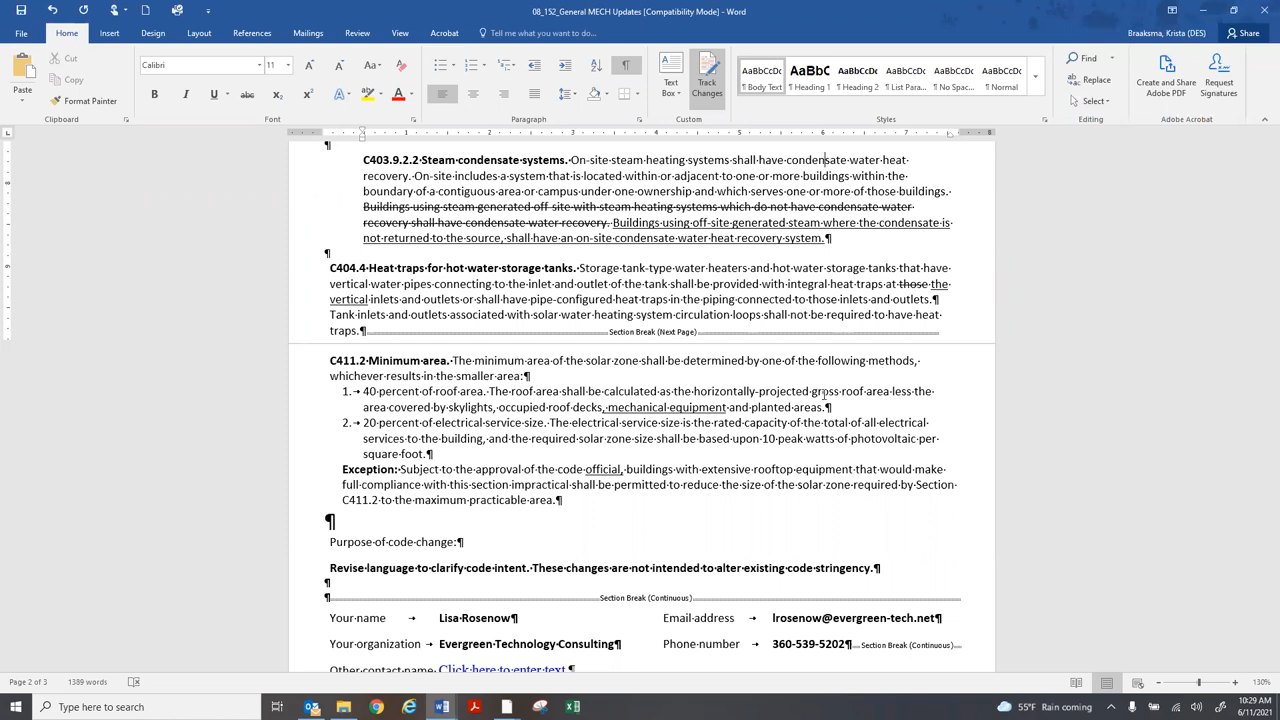 08_152_General MECH Updates [Compatibility Mode] - Word
Braaksma, Krista (DES)
File Home Insert Draw Design Layout References Mailings Review View Acrobat Tell me what you want to do... Share
Cut
Copy
Format Painter
Paste
Calibri 11
Text Box
Track Changes
AaBbCcDc AaBbC AaBbCcDc AaBbCcDc AaBbCcDc AaBbCcDc
¶ Body Text ¶ Heading 1 ¶ Heading 2 ¶ List Para... ¶ No Spac... ¶ Normal
Find
Replace
Select
Create and Share Adobe PDF
Request Signatures
Clipboard Font Paragraph Custom Styles Editing Adobe Acrobat
1 2 3 4 5 6 7 8
¶
C403.9.2.2 Steam condensate systems. On-site steam heating systems shall have condensate water heat
recovery. On-site includes a system that is located within or adjacent to one or more buildings within the
boundary of a contiguous area or campus under one ownership and which serves one or more of those buildings.
Buildings using steam generated off-site with steam heating systems which do not have condensate water
recovery shall have condensate water recovery. Buildings using off-site generated steam where the condensate is
not returned to the source, shall have an on-site condensate water heat recovery system.¶
¶
C404.4 Heat traps for hot water storage tanks. Storage tank-type water heaters and hot water storage tanks that have
vertical water pipes connecting to the inlet and outlet of the tank shall be provided with integral heat traps at those the
vertical inlets and outlets or shall have pipe-configured heat traps in the piping connected to those inlets and outlets.¶
Tank inlets and outlets associated with solar water heating system circulation loops shall not be required to have heat
traps.¶ Section Break (Next Page)
C411.2 Minimum area. The minimum area of the solar zone shall be determined by one of the following methods,
whichever results in the smaller area:¶
1. → 40 percent of roof area. The roof area shall be calculated as the horizontally-projected gross roof area less the
area covered by skylights, occupied roof decks, mechanical equipment and planted areas.¶
2. → 20 percent of electrical service size. The electrical service size is the rated capacity of the total of all electrical
services to the building, and the required solar zone size shall be based upon 10 peak watts of photovoltaic per
square foot.¶
Exception: Subject to the approval of the code official, buildings with extensive rooftop equipment that would make
full compliance with this section impractical shall be permitted to reduce the size of the solar zone required by Section
C411.2 to the maximum practicable area.¶
¶
Purpose of code change:¶
Revise language to clarify code intent. These changes are not intended to alter existing code stringency.¶
¶
¶ Section Break (Continuous)
Your name → Lisa Rosenow¶ Email address → lrosenow@evergreen-tech.net¶
Your organization → Evergreen Technology Consulting¶ Phone number → 360-539-5202¶ Section Break (Continuous)
Other contact name: Click here to enter text.¶
Page 2 of 3 1389 words 130%
Type here to search
55°F Raining now
10:29 AM
6/11/2021